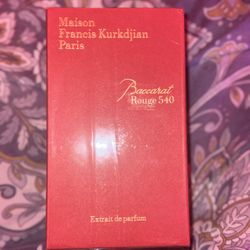 Maison
Francis Kurkdjian
Paris
Baccarat
Rouge 540
Extrait de parfum